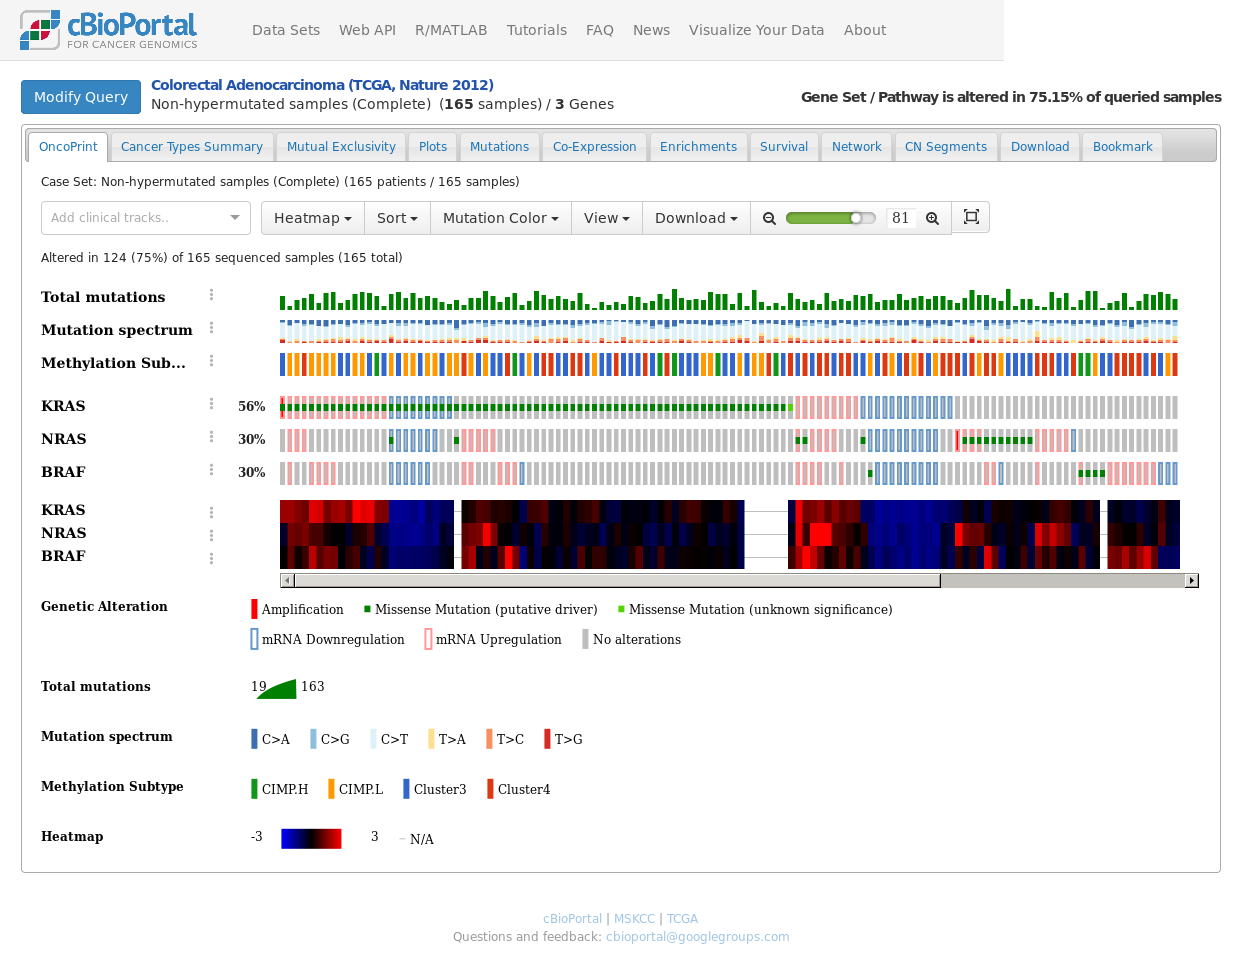 cBioPortal
FOR CANCER GENOMICS
Data Sets Web API R/MATLAB Tutorials FAQ News Visualize Your Data About
Modify Query
Colorectal Adenocarcinoma (TCGA, Nature 2012)
Non-hypermutated samples (Complete) (165 samples) / 3 Genes
Gene Set / Pathway is altered in 75.15% of queried samples
OncoPrint Cancer Types Summary Mutual Exclusivity Plots Mutations Co-Expression Enrichments Survival Network CN Segments Download Bookmark
Case Set: Non-hypermutated samples (Complete) (165 patients / 165 samples)
Add clinical tracks.. Heatmap Sort Mutation Color View Download 81
Altered in 124 (75%) of 165 sequenced samples (165 total)
Total mutations
Mutation spectrum
Methylation Sub...
KRAS 56%
NRAS 30%
BRAF 30%
KRAS
NRAS
BRAF
Genetic Alteration Amplification Missense Mutation (putative driver) Missense Mutation (unknown significance)
mRNA Downregulation mRNA Upregulation No alterations
Total mutations 19 163
Mutation spectrum C>A C>G C>T T>A T>C T>G
Methylation Subtype CIMP.H CIMP.L Cluster3 Cluster4
Heatmap -3 3 N/A
cBioPortal | MSKCC | TCGA
Questions and feedback: cbioportal@googlegroups.com